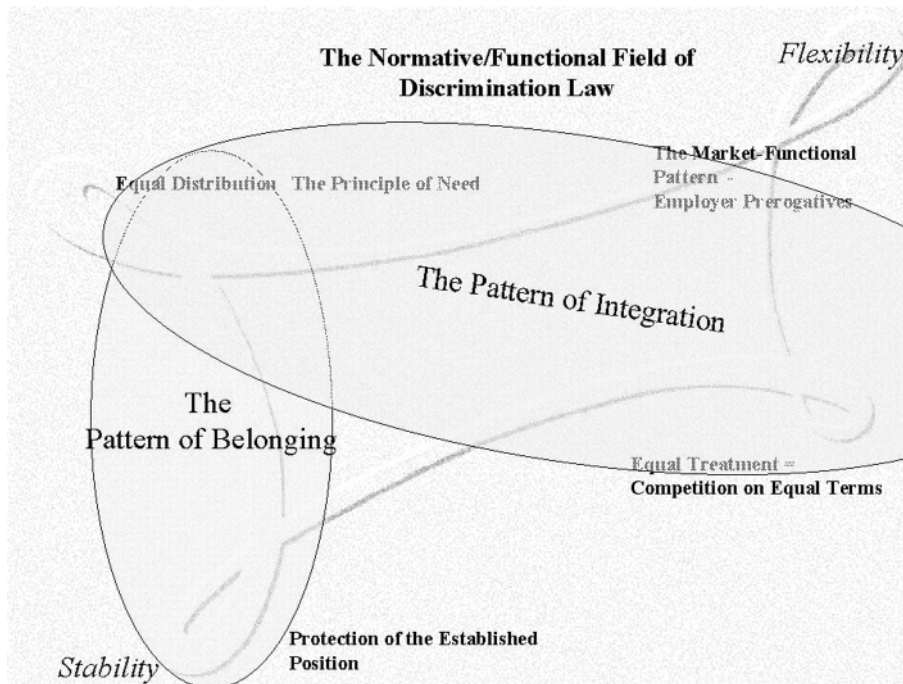 The Normative/Functional Field of
Discrimination Law
Flexibility
Equal Distribution The Principle of Need
The Market-Functional
Pattern -
Employer Prerogatives
The Pattern of Integration
The
Pattern of Belonging
Equal Treatment =
Competition on Equal Terms
Protection of the Established
Position
Stability